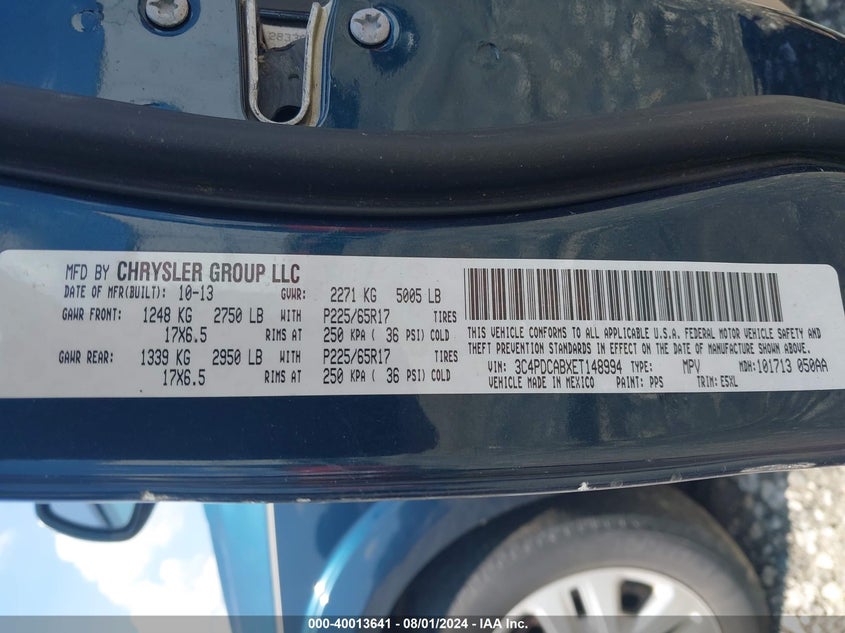 MFD BY CHRYSLER GROUP LLC
DATE OF MFR(BUILT): 10-13 GVWR: 2271 KG 5005 LB
GAWR FRONT: 1248 KG 2750 LB WITH P225/65R17 TIRES
17X6.5 RIMS AT 250 KPA ( 36 PSI) COLD
GAWR REAR: 1339 KG 2950 LB WITH P225/65R17 TIRES
17X6.5 RIMS AT 250 KPA ( 36 PSI) COLD
THIS VEHICLE CONFORMS TO ALL APPLICABLE U.S.A. FEDERAL MOTOR VEHICLE SAFETY AND
THEFT PREVENTION STANDARDS IN EFFECT ON THE DATE OF MANUFACTURE SHOWN ABOVE.
VIN: 3C4PDCABXET148994 TYPE: MPV MDH:101713 050AA
VEHICLE MADE IN MEXICO PAINT: PPS TRIM: E5XL
000-40013641 - 08/01/2024 - IAA Inc.